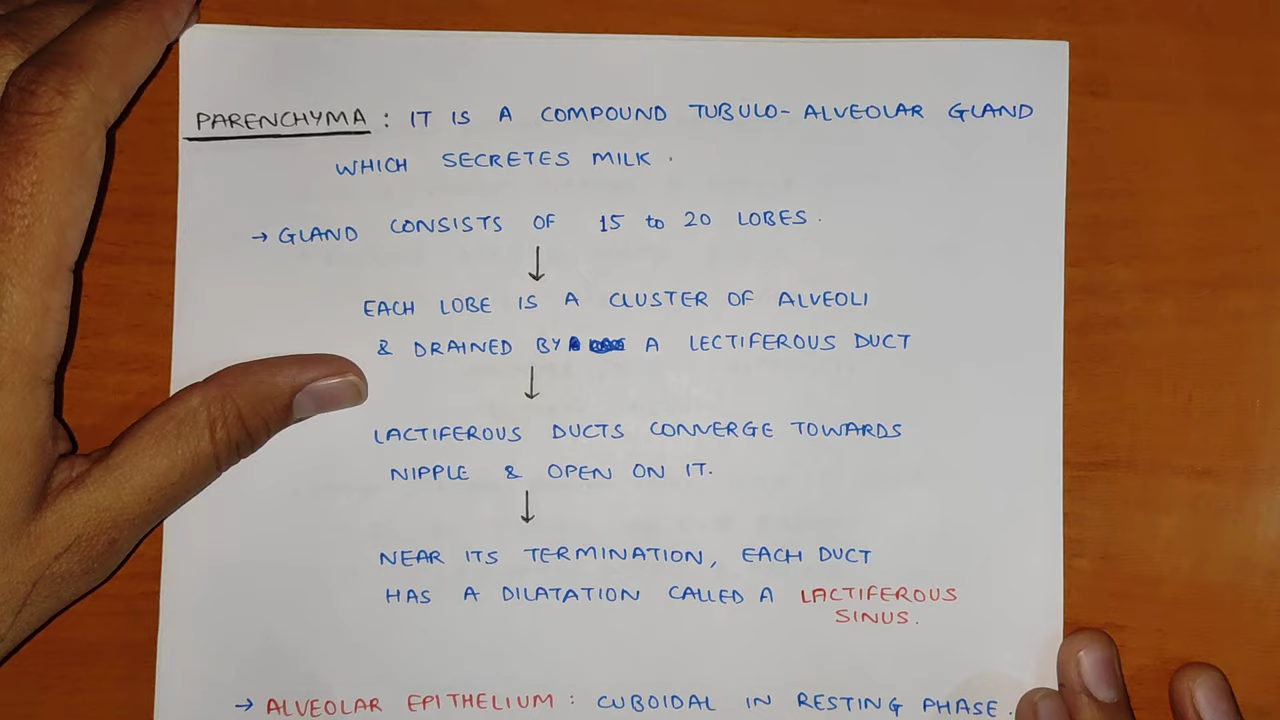 PARENCHYMA : IT IS A COMPOUND TUBULO-ALVEOLAR GLAND
WHICH SECRETES MILK.
→ GLAND CONSISTS OF 15 to 20 LOBES.
↓
EACH LOBE IS A CLUSTER OF ALVEOLI
& DRAINED BY A LECTIFEROUS DUCT
↓
LACTIFEROUS DUCTS CONVERGE TOWARDS
NIPPLE & OPEN ON IT.
↓
NEAR ITS TERMINATION, EACH DUCT
HAS A DILATATION CALLED A LACTIFEROUS
SINUS.
→ ALVEOLAR EPITHELIUM : CUBOIDAL IN RESTING PHASE.